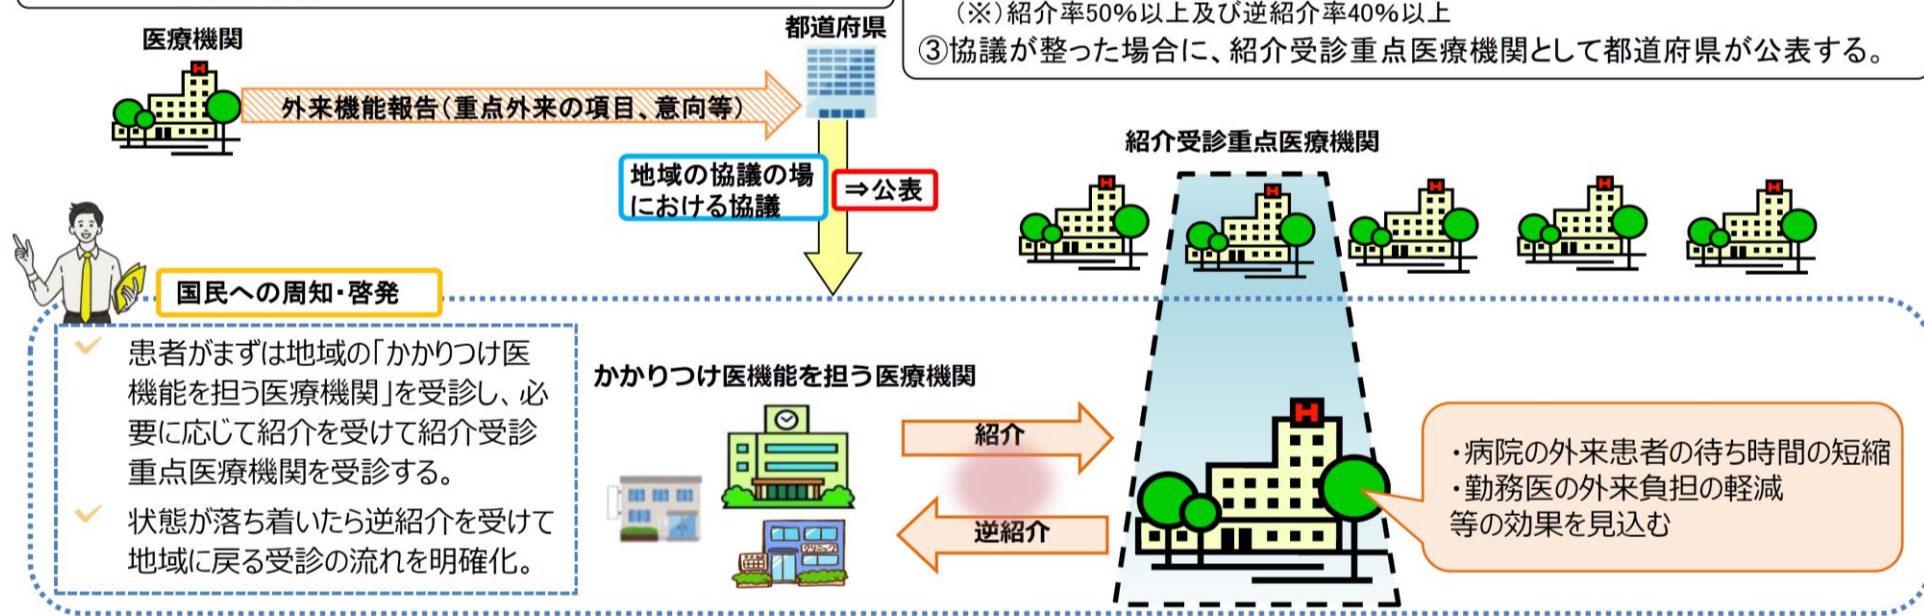 （※）紹介率50％以上及び逆紹介率40％以上
③協議が整った場合に、紹介受診重点医療機関として都道府県が公表する。
医療機関
都道府県
外来機能報告（重点外来の項目、意向等）
地域の協議の場
における協議
⇒公表
紹介受診重点医療機関
国民への周知・啓発
患者がまずは地域の「かかりつけ医
機能を担う医療機関」を受診し、必
要に応じて紹介を受けて紹介受診
重点医療機関を受診する。
状態が落ち着いたら逆紹介を受けて
地域に戻る受診の流れを明確化。
かかりつけ医機能を担う医療機関
紹介
逆紹介
クリニック
・病院の外来患者の待ち時間の短縮
・勤務医の外来負担の軽減
等の効果を見込む
H
H
H
H
H
H
H